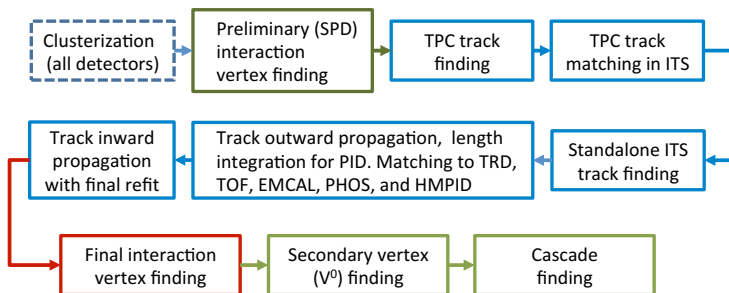 Clusterization
(all detectors)
Preliminary (SPD)
interaction
vertex finding
TPC track
finding
TPC track
matching in ITS
Track inward
propagation
with final refit
Track outward propagation, length
integration for PID. Matching to TRD,
TOF, EMCAL, PHOS, and HMPID
Standalone ITS
track finding
Final interaction
vertex finding
Secondary vertex
(V⁰) finding
Cascade
finding